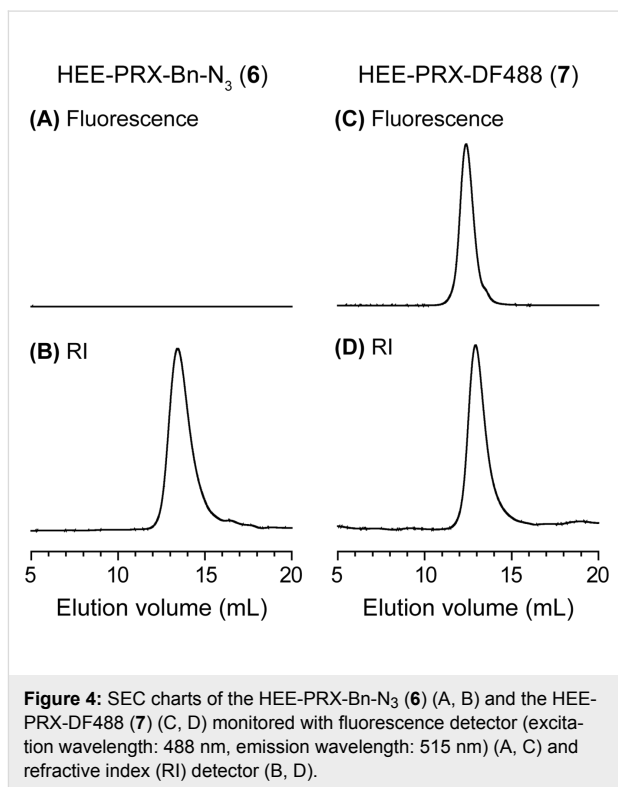 HEE-PRX-Bn-N₃ (6)
HEE-PRX-DF488 (7)
(A) Fluorescence
(C) Fluorescence
(B) RI
(D) RI
5 10 15 20
5 10 15 20
Elution volume (mL)
Elution volume (mL)
Figure 4: SEC charts of the HEE-PRX-Bn-N₃ (6) (A, B) and the HEE-
PRX-DF488 (7) (C, D) monitored with fluorescence detector (excita-
tion wavelength: 488 nm, emission wavelength: 515 nm) (A, C) and
refractive index (RI) detector (B, D).